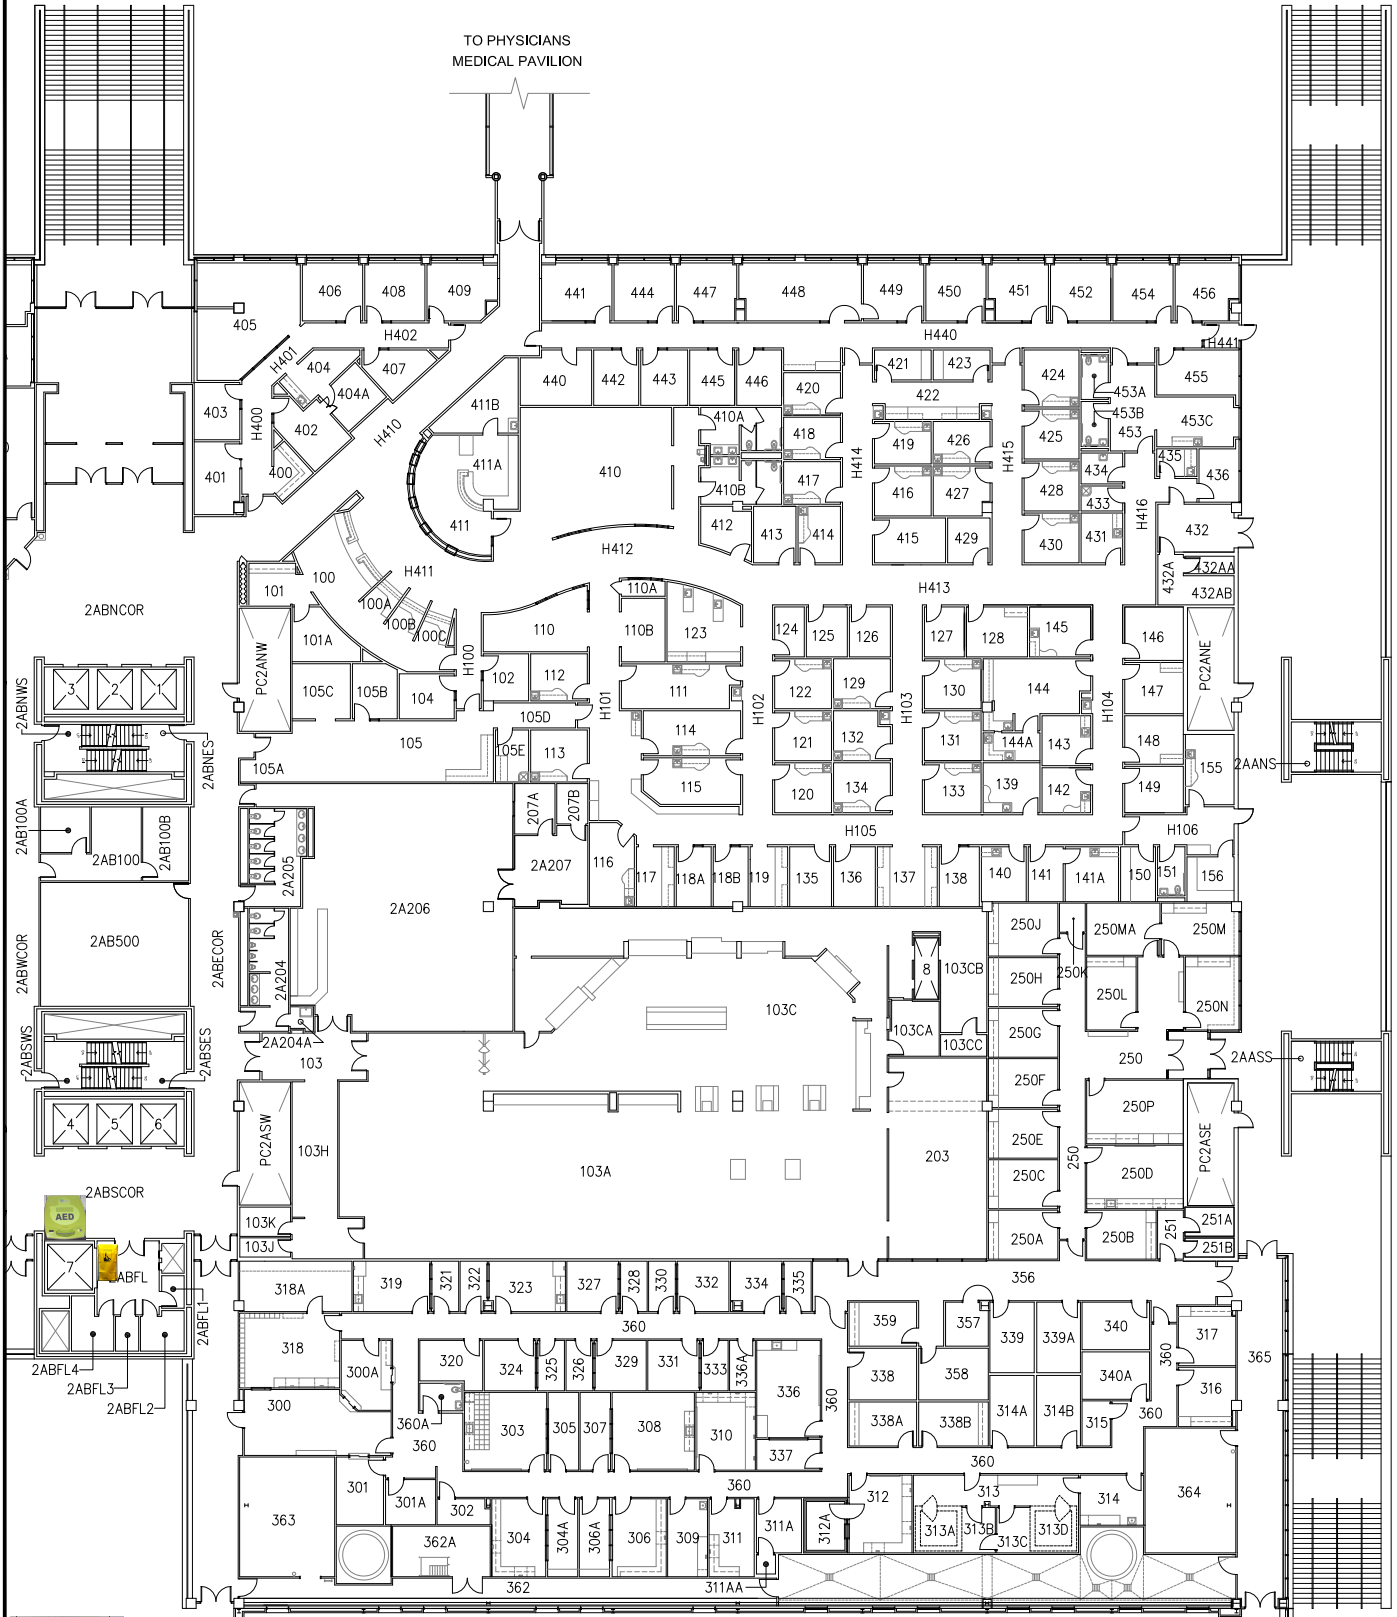 TO PHYSICIANS
MEDICAL PAVILION
406 408 409 441 444 447 448 449 450 451 452 454 456
405 H402 H440 H441
H401 404 407 440 442 443 445 446 421 423 424 453A 455
404A 420 422
403 H400 402 H410 411B 410A 418 H414 419 426 H415 425 453B 453 453C
401 400 411A 410 410B 417 416 427 428 434 435 436
411 412 413 414 415 429 430 433 431 H416 432
H412
100 H411 432A 432AA
101 100A 110A H413 432AB
2ABNCOR 100B 100C
101A H100 110 110B 123 124 125 126 127 128 145 146
PC2ANW PC2ANE
3 2 1 105C 105B 104 102 112 H101 111 H102 122 129 H103 130 144 H104 147
2ABNWS 105D
105 114 121 132 131 144A 143 148
2ABNES 105E 113 155 2AANS
105A 115 120 134 133 139 142 149
2AB100A 2AB100 2AB100B 207A 207B
H105 H106
2A205 2A207 116 117 118A 118B 119 135 136 137 138 140 141 141A 150 151 156
2A206
2AB500 250J 250MA 250M
2ABWCOR 2ABECOR 2A204 8 103CB 250H 250K 250L 250N
103C
2ABSWS 2ABSES 2A204A 103CA 103CC 250G 250 2AASS
103
250F
4 5 6 PC2ASW 250P PC2ASE
103H 203 250E
103A 250C 250 250D
2ABSCOR
AED
103K 250A 250B 251 251A
103J 251B
7 2ABFL 318A 319 321 322 323 327 328 330 332 334 335 356
2ABFL1
360 359 357 339 339A 340 360 317 365
318 300A 320 324 325 326 329 331 333 336A 336 338 358 340A 316
2ABFL4
2ABFL3
2ABFL2
300 360A 360 303 305 307 308 310 337 360 338A 338B 314A 314B 315 360
360 360
301 301A 302 312 313 314 364
363 304 304A 306A 306 309 311 311A 312A 313A 313B 313C 313D
362A
362 311AA